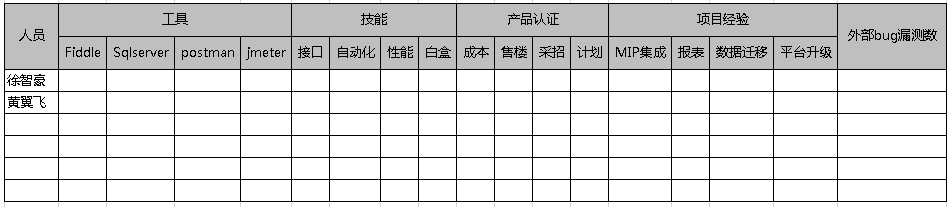 人员 工具 技能 产品认证 项目经验 外部bug漏测数
Fiddle Sqlserver postman jmeter 接口 自动化 性能 白盒 成本 售楼 采招 计划 MIP集成 报表 数据迁移 平台升级
徐智豪
黄翼飞